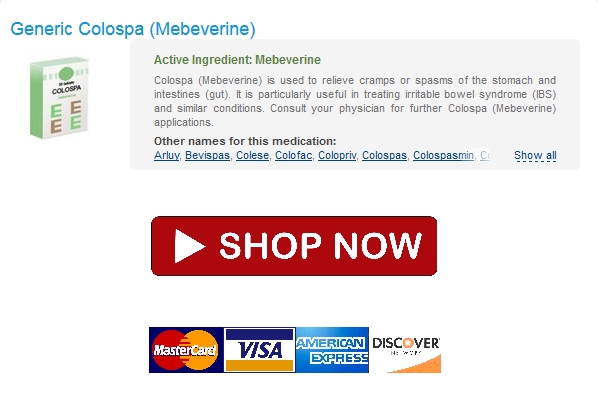 Generic Colospa (Mebeverine)
Active Ingredient: Mebeverine
Colospa (Mebeverine) is used to relieve cramps or spasms of the stomach and
intestines (gut). It is particularly useful in treating irritable bowel syndrome (IBS)
and similar conditions. Consult your physician for further Colospa (Mebeverine)
applications.
Other names for this medication:
Arluy, Bevispas, Colese, Colofac, Colopriv, Colospas, Colospasmin, Show all
COLOSPA
E E
E E
SHOP NOW
MasterCard VISA AMERICAN EXPRESS DISCOVER NETWORK